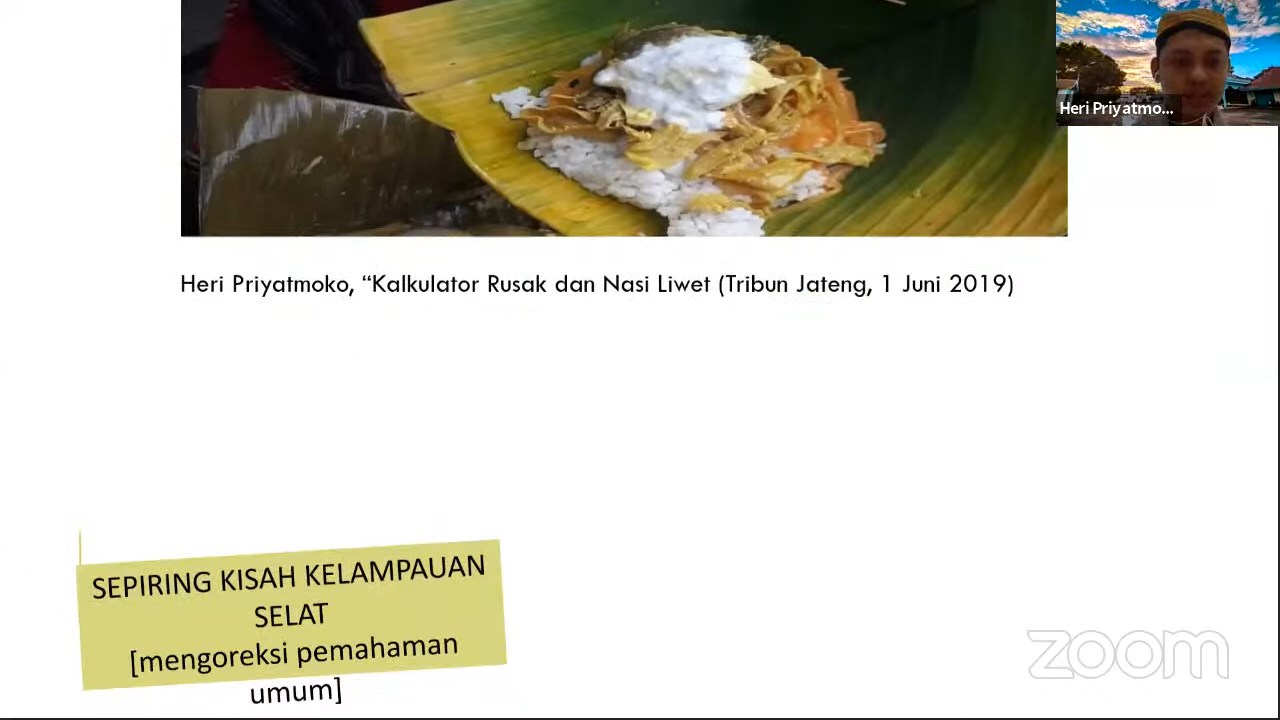 Heri Priyatmo...
Heri Priyatmoko, “Kalkulator Rusak dan Nasi Liwet (Tribun Jateng, 1 Juni 2019)
SEPIRING KISAH KELAMPAUAN
SELAT
[mengoreksi pemahaman
umum]
zoom